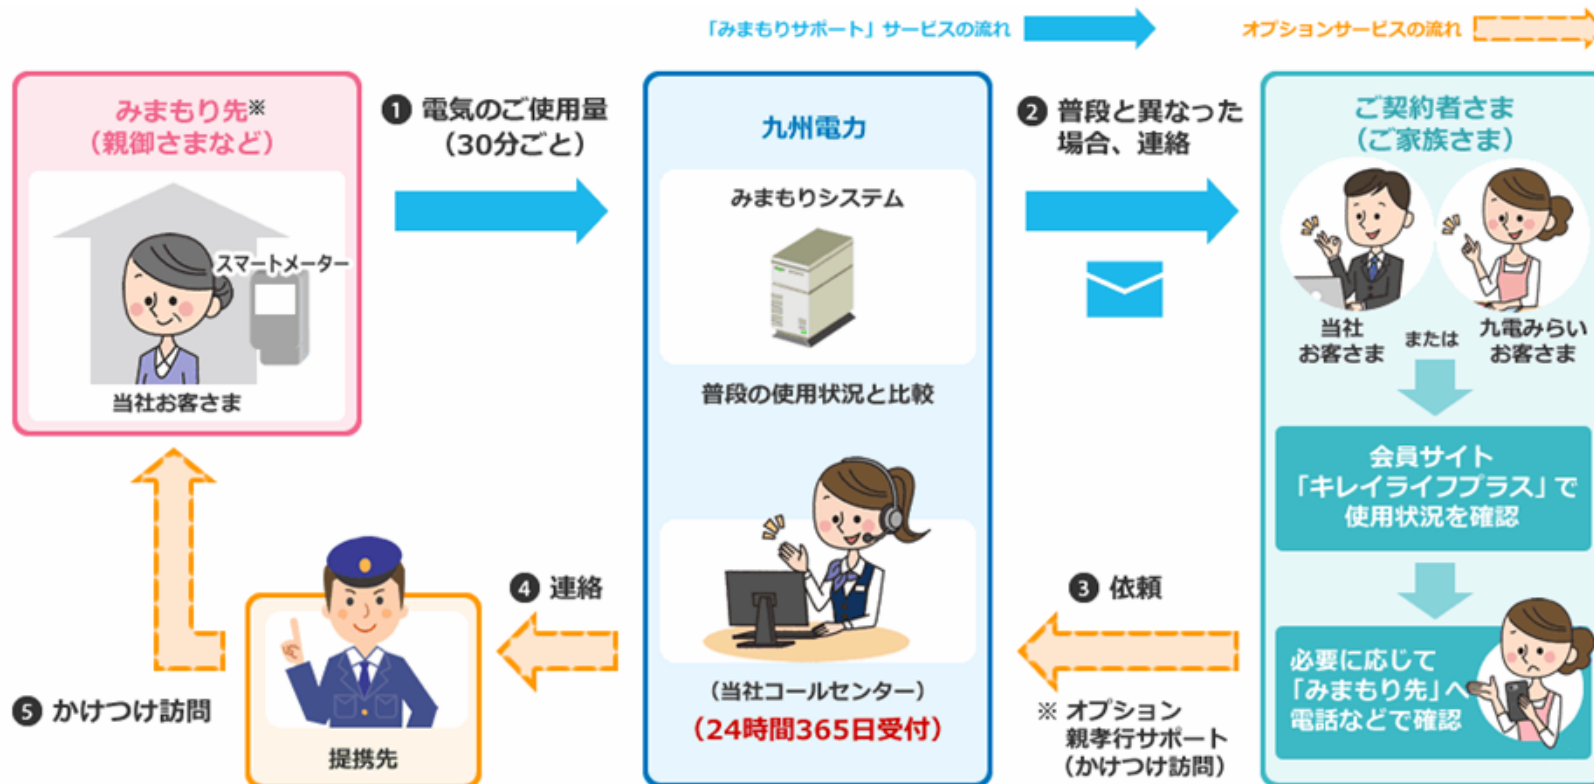 「みまもりサポート」サービスの流れ
オプションサービスの流れ
みまもり先※
（親御さまなど）
スマートメーター
当社お客さま
❶ 電気のご使用量
（30分ごと）
九州電力
みまもりシステム
普段の使用状況と比較
（当社コールセンター）
（24時間365日受付）
❷ 普段と異なった
場合、連絡
ご契約者さま
（ご家族さま）
当社
お客さま
または
九電みらい
お客さま
会員サイト
「キレイライフプラス」で
使用状況を確認
必要に応じて
「みまもり先」へ
電話などで確認
❸ 依頼
※ オプション
親孝行サポート
（かけつけ訪問）
❹ 連絡
提携先
❺ かけつけ訪問